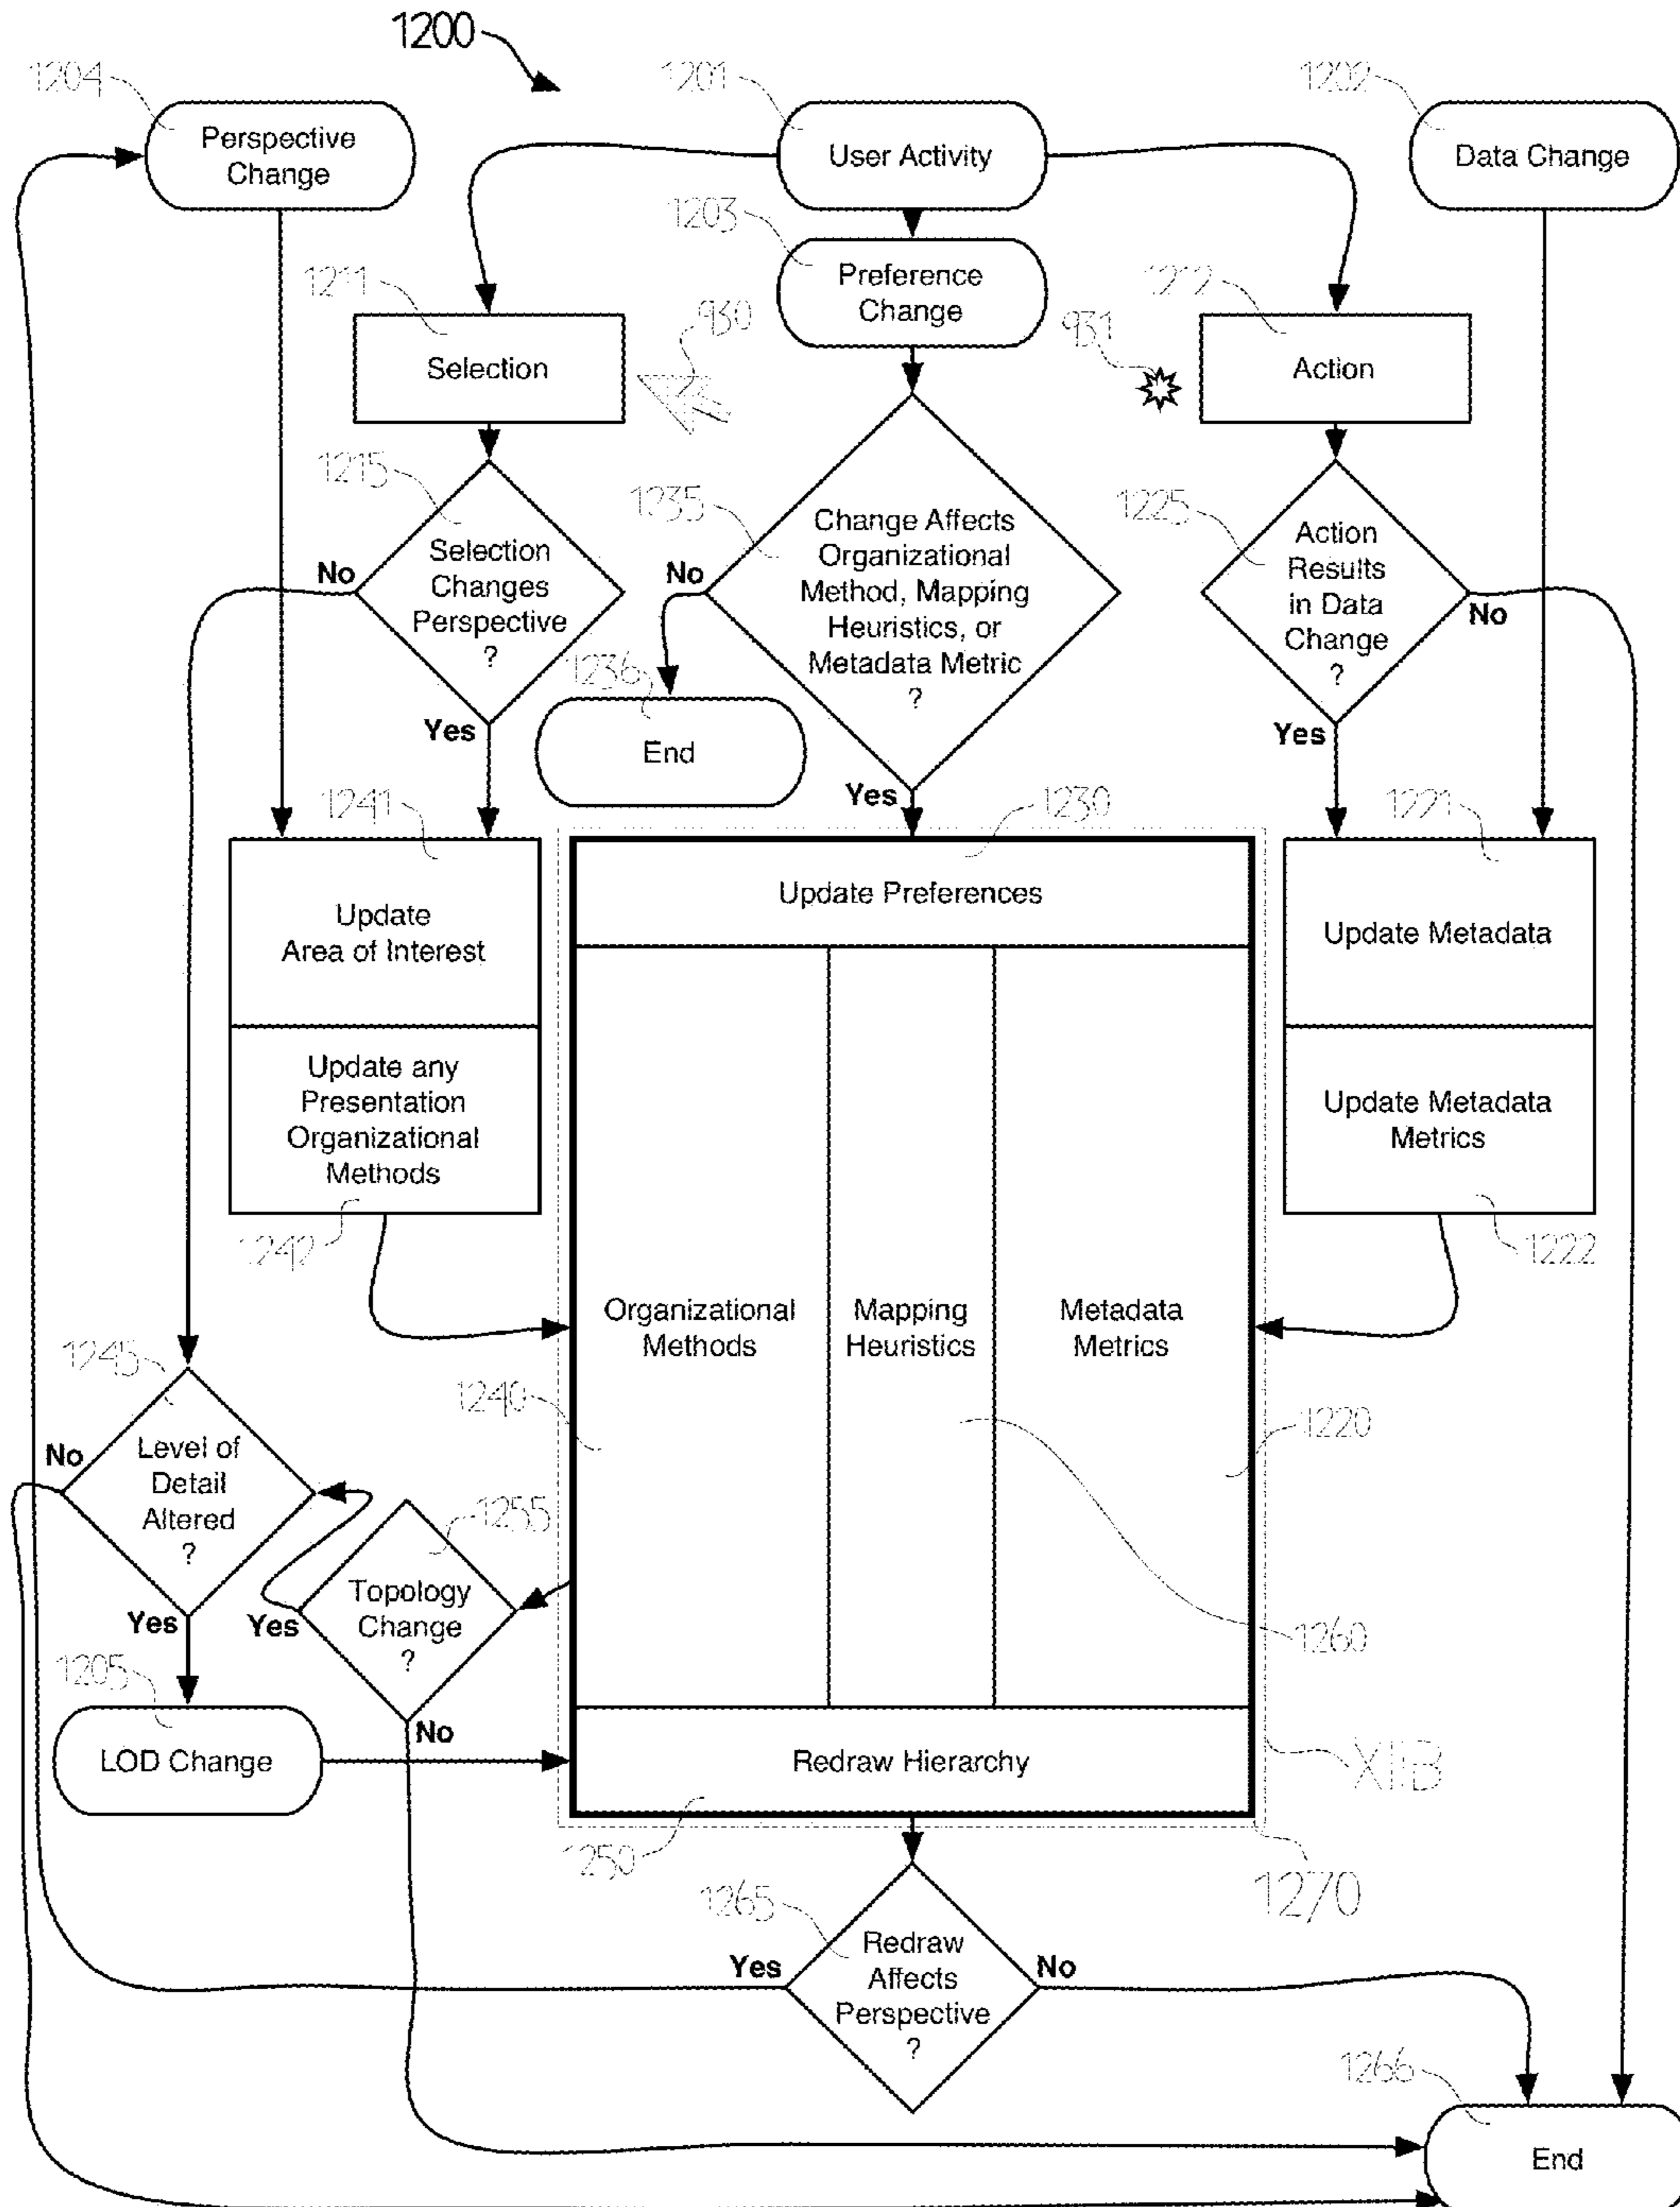 1200
1204
1201
1202
Perspective
Change
User Activity
Data Change
1203
Preference
Change
1211
930
1212
931
Selection
Action
1215
1235
1225
Selection
Changes
Perspective
?
Change Affects
Organizational
Method, Mapping
Heuristics, or
Metadata Metric
?
Action
Results
in Data
Change
?
No
No
No
1236
End
Yes
Yes
Yes
1241
1230
1221
Update
Area of Interest
Update Preferences
Update Metadata
Update any
Presentation
Organizational
Methods
Update Metadata
Metrics
1242
1222
Organizational
Methods
Mapping
Heuristics
Metadata
Metrics
1245
1240
1220
No
Level of
Detail
Altered
?
1255
Topology
Change
?
Yes
Yes
No
1260
1205
LOD Change
Redraw Hierarchy
XIIB
1250
1270
1265
Redraw
Affects
Perspective
?
Yes
No
1266
End